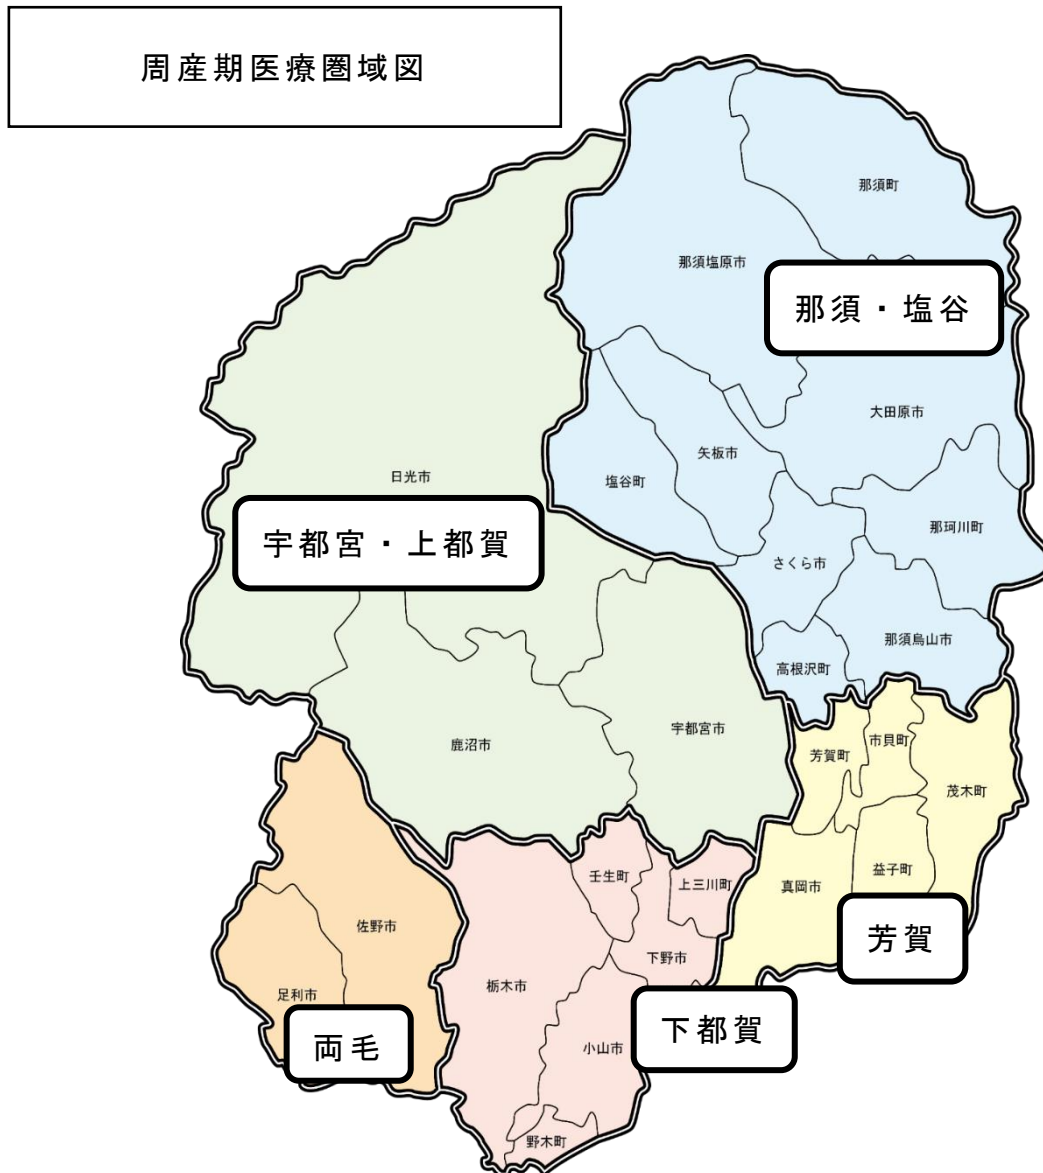 周産期医療圏域図
那須町
那須塩原市
那須・塩谷
大田原市
矢板市
塩谷町
日光市
那珂川町
宇都宮・上都賀
さくら市
那須烏山市
高根沢町
宇都宮市
市貝町
鹿沼市
芳賀町
茂木町
益子町
壬生町
上三川町
真岡市
佐野市
芳賀
下野市
栃木市
足利市
下都賀
両毛
小山市
野木町